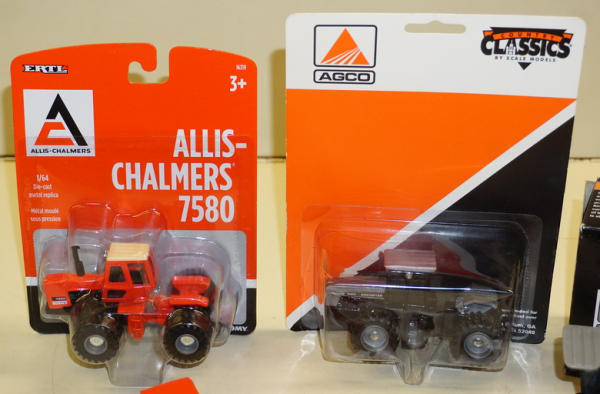 ERTL
16359
3+
ALLIS-CHALMERS
ALLIS-
CHALMERS
7580
1/64
Die-cast
metal replica
Métal moulé
sous pression
AGCO
COUNTRY
CLASSICS
BY SCALE MODELS